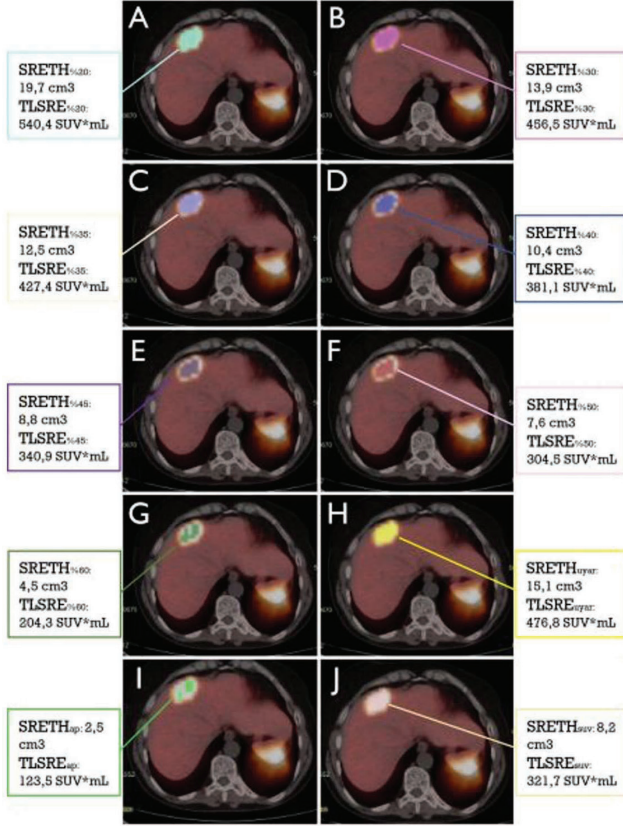 A
SRETH%20:
19,7 cm3
TLSRE%20:
540,4 SUV*mL
B
SRETH%30:
13,9 cm3
TLSRE%30:
456,5 SUV*mL
C
SRETH%35:
12,5 cm3
TLSRE%35:
427,4 SUV*mL
D
SRETH%40:
10,4 cm3
TLSRE%40:
381,1 SUV*mL
E
SRETH%45:
8,8 cm3
TLSRE%45:
340,9 SUV*mL
F
SRETH%50:
7,6 cm3
TLSRE%50:
304,5 SUV*mL
G
SRETH%60:
4,5 cm3
TLSRE%60:
204,3 SUV*mL
H
SRETHuyar:
15,1 cm3
TLSREuyar:
476,8 SUV*mL
I
SRETHap: 2,5
cm3
TLSREap:
123,5 SUV*mL
J
SRETHsuv: 8,2
cm3
TLSREsuv:
321,7 SUV*mL